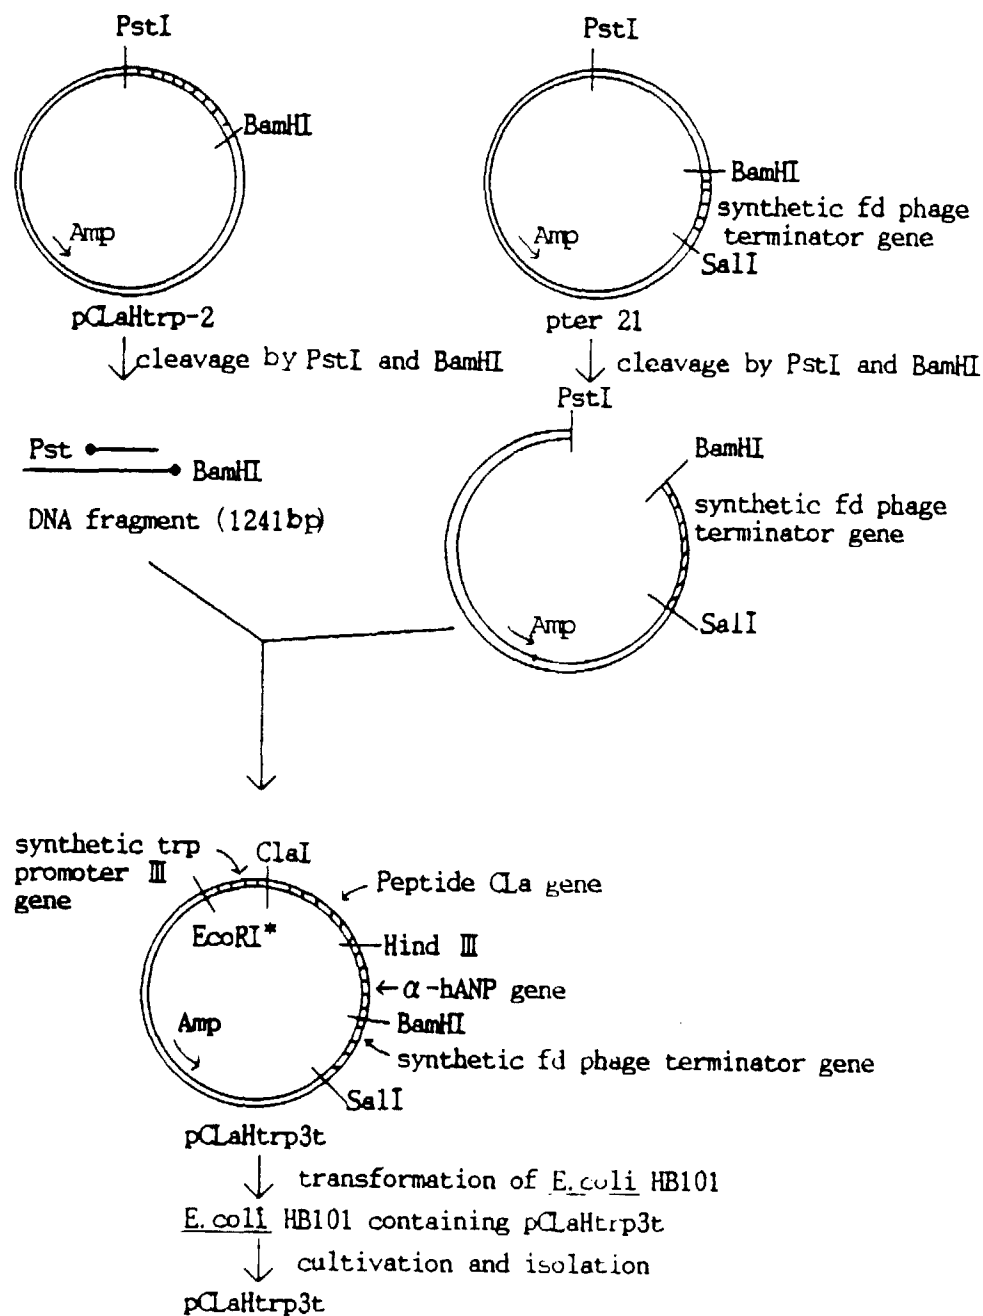 PstI
BamHI
Amp
pCLaHtrp-2
cleavage by PstI and BamHI
Pst
BamHI
DNA fragment (1241bp)
PstI
BamHI
synthetic fd phage
terminator gene
SalI
Amp
pter 21
cleavage by PstI and BamHI
PstI
BamHI
synthetic fd phage
terminator gene
SalI
Amp
synthetic trp
promoter III
gene
ClaI
Peptide CLa gene
EcoRI*
Hind III
α-hANP gene
Amp
BamHI
synthetic fd phage terminator gene
SalI
pCLaHtrp3t
transformation of E.coli HB101
E.coli HB101 containing pCLaHtrp3t
cultivation and isolation
pCLaHtrp3t